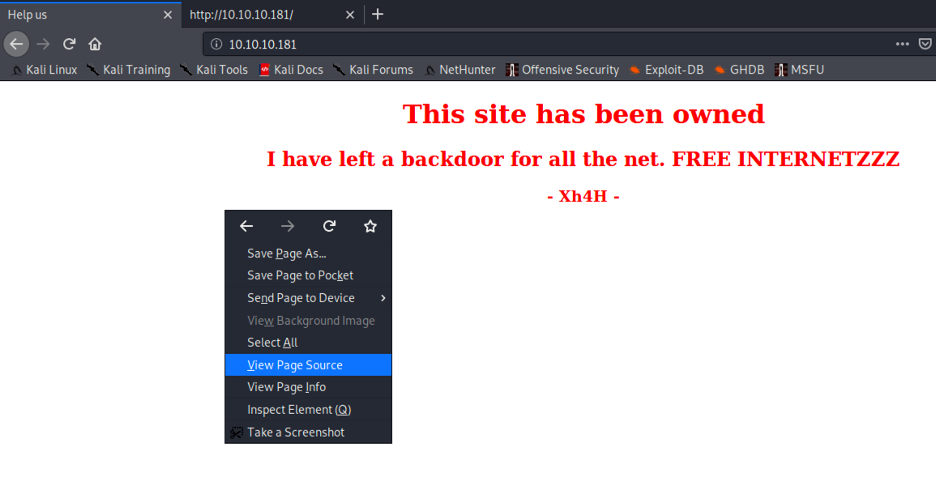 Help us
http://10.10.10.181/
10.10.10.181
Kali Linux Kali Training Kali Tools Kali Docs Kali Forums NetHunter Offensive Security Exploit-DB GHDB MSFU
This site has been owned
I have left a backdoor for all the net. FREE INTERNETZZZ
- Xh4H -
Save Page As...
Save Page to Pocket
Send Page to Device
View Background Image
Select All
View Page Source
View Page Info
Inspect Element (Q)
Take a Screenshot